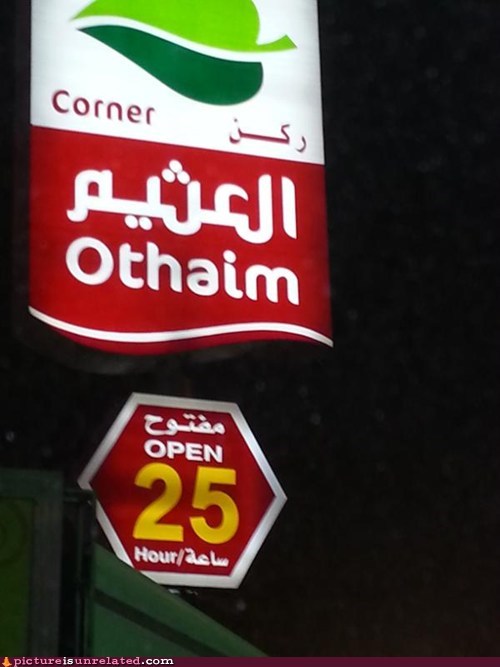 Corner
ركن
العثيم
Othaim
مفتوح
OPEN
25
Hour/ساعة
pictureisunrelated.com